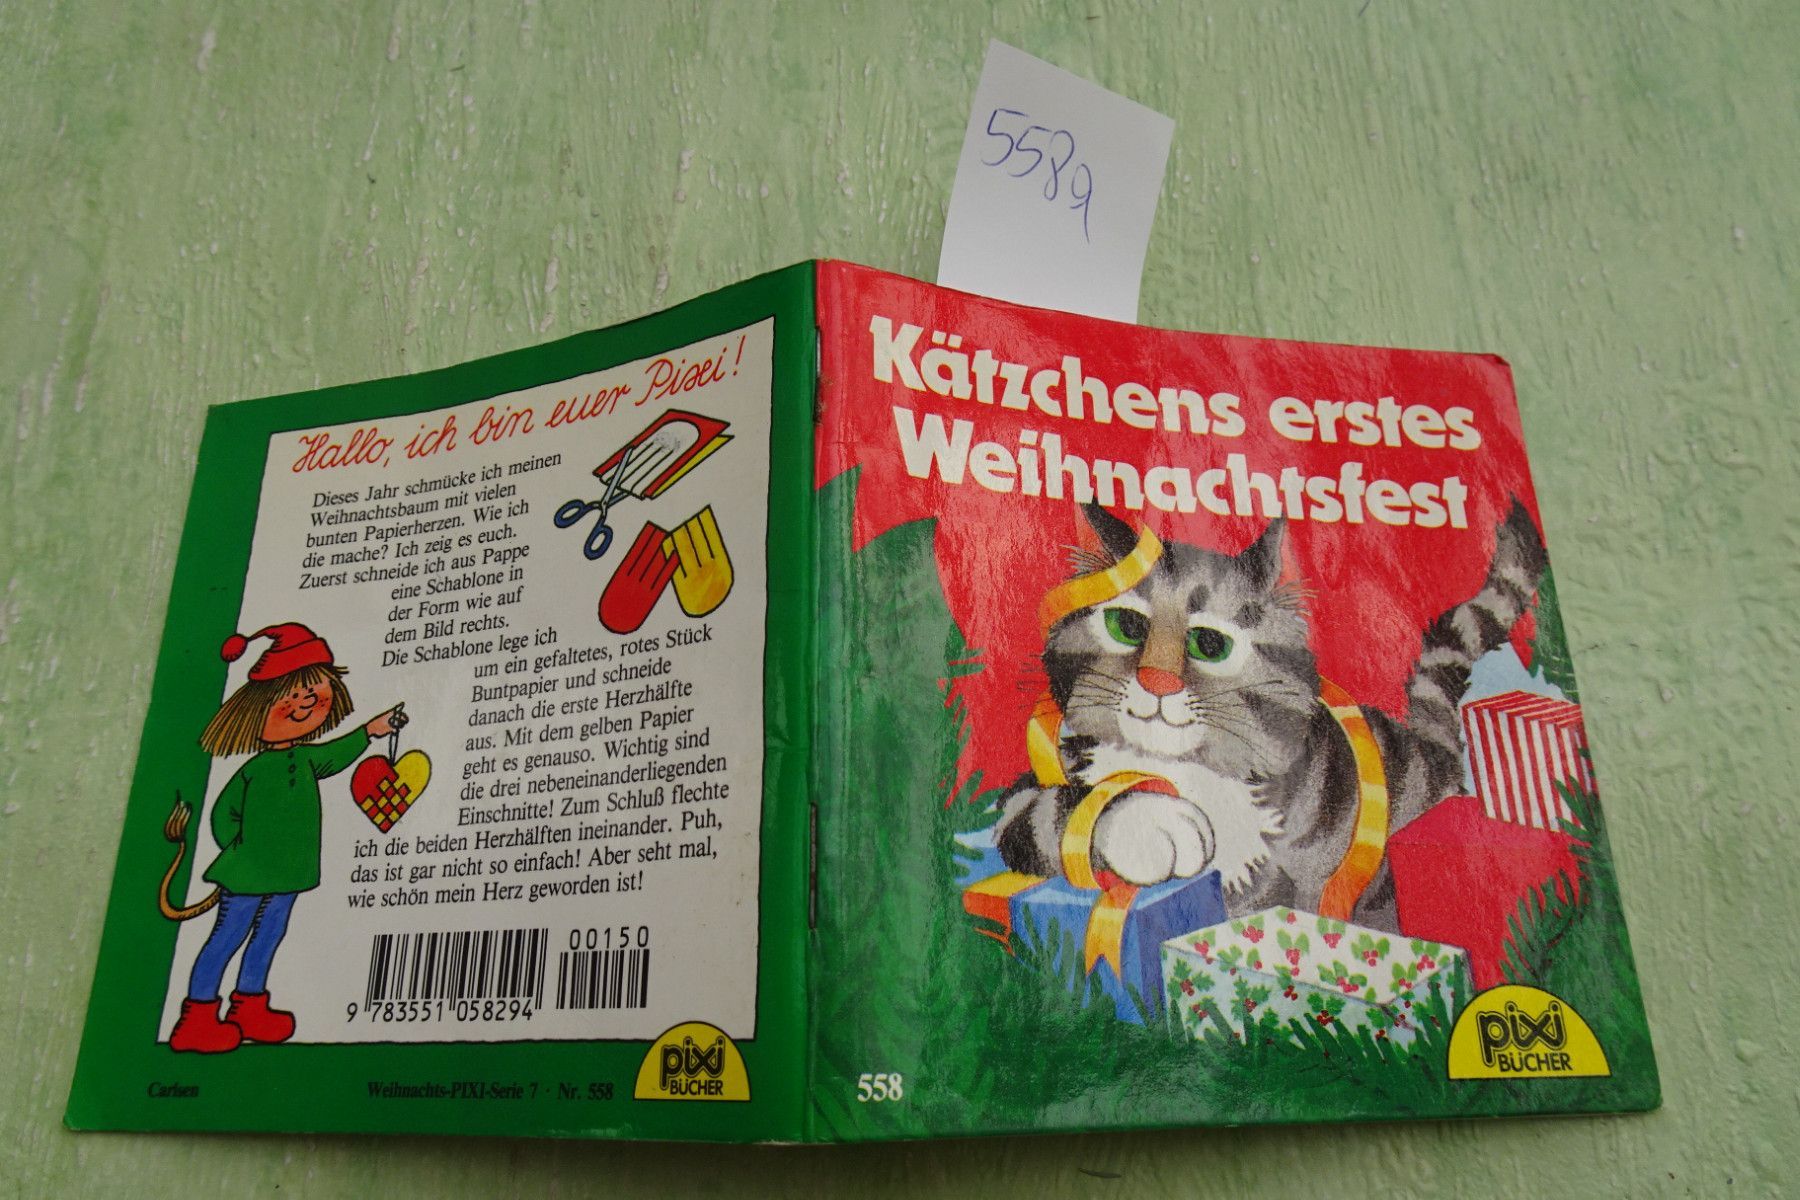 5589
Hallo, ich bin euer Pixi!
Dieses Jahr schmücke ich meinen
Weihnachtsbaum mit vielen
bunten Papierherzen. Wie ich
die mache? Ich zeig es euch.
Zuerst schneide ich aus Pappe
eine Schablone in
der Form wie auf
dem Bild rechts.
Die Schablone lege ich
um ein gefaltetes, rotes Stück
Buntpapier und schneide
danach die erste Herzhälfte
aus. Mit dem gelben Papier
geht es genauso. Wichtig sind
die drei nebeneinanderliegenden
Einschnitte! Zum Schluß flechte
ich die beiden Herzhälften ineinander. Puh,
das ist gar nicht so einfach! Aber seht mal,
wie schön mein Herz geworden ist!
00150
9 783551 058294
Carlsen
Weihnachts-PIXI-Serie 7 · Nr. 558
pixi
BÜCHER
Kätzchens erstes
Weihnachtsfest
558
pixi
BÜCHER